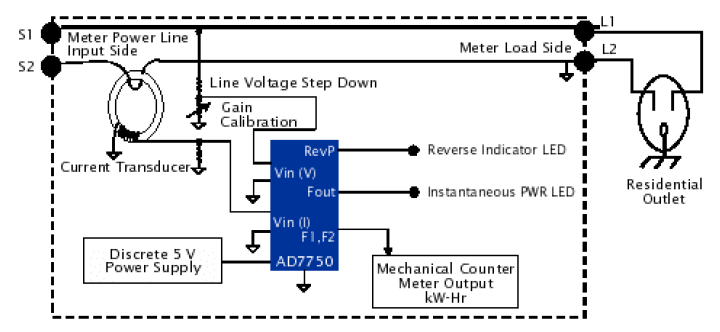 S1
Meter Power Line
Input Side
S2
L1
Meter Load Side
L2
Line Voltage Step Down
Gain
Calibration
Current Transducer
RevP
Reverse Indicator LED
Vin (V)
Fout
Instantaneous PWR LED
Vin (I)
F1,F2
AD7750
Discrete 5 V
Power Supply
Mechanical Counter
Meter Output
kW-Hr
Residential
Outlet